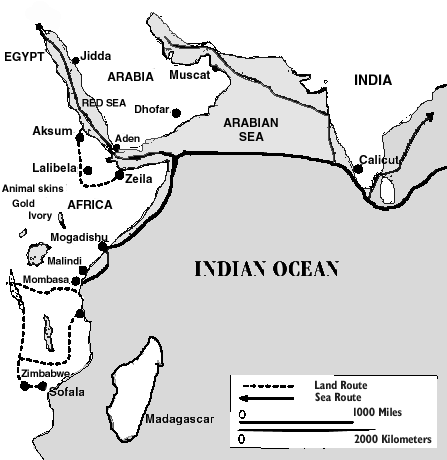 EGYPT
Jidda
ARABIA
Muscat
INDIA
RED SEA
Dhofar
ARABIAN
SEA
Aksum
Aden
Calicut
Lalibela
Zeila
Animal skins
Gold
Ivory
AFRICA
Mogadishu
Malindi
Mombasa
INDIAN OCEAN
Zimbabwe
Sofala
Madagascar
Land Route
Sea Route
0
1000 Miles
0
2000 Kilometers